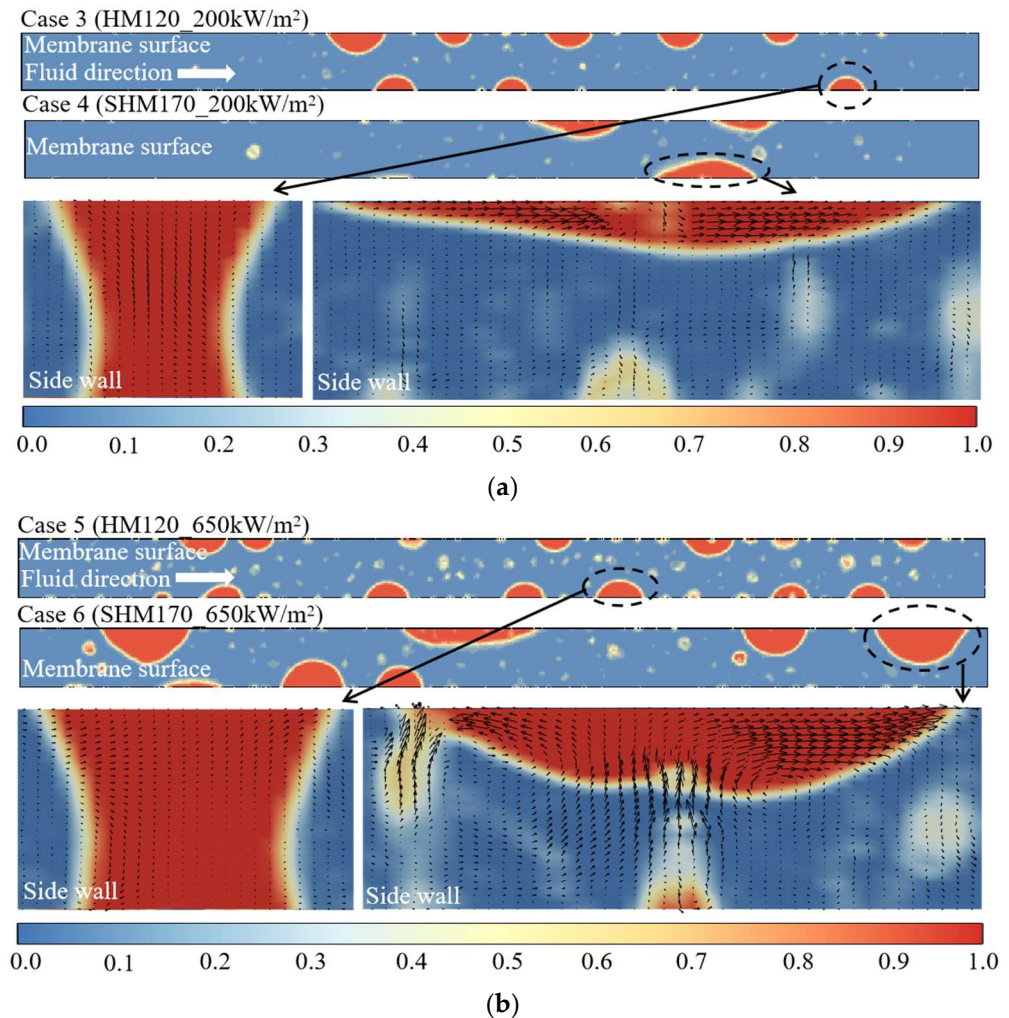 Case 3 (HM120_200kW/m²)
Membrane surface
Fluid direction
Case 4 (SHM170_200kW/m²)
Membrane surface
Side wall
Side wall
0.0 0.1 0.2 0.3 0.4 0.5 0.6 0.7 0.8 0.9 1.0
(a)
Case 5 (HM120_650kW/m²)
Membrane surface
Fluid direction
Case 6 (SHM170_650kW/m²)
Membrane surface
Side wall
Side wall
0.0 0.1 0.2 0.3 0.4 0.5 0.6 0.7 0.8 0.9 1.0
(b)